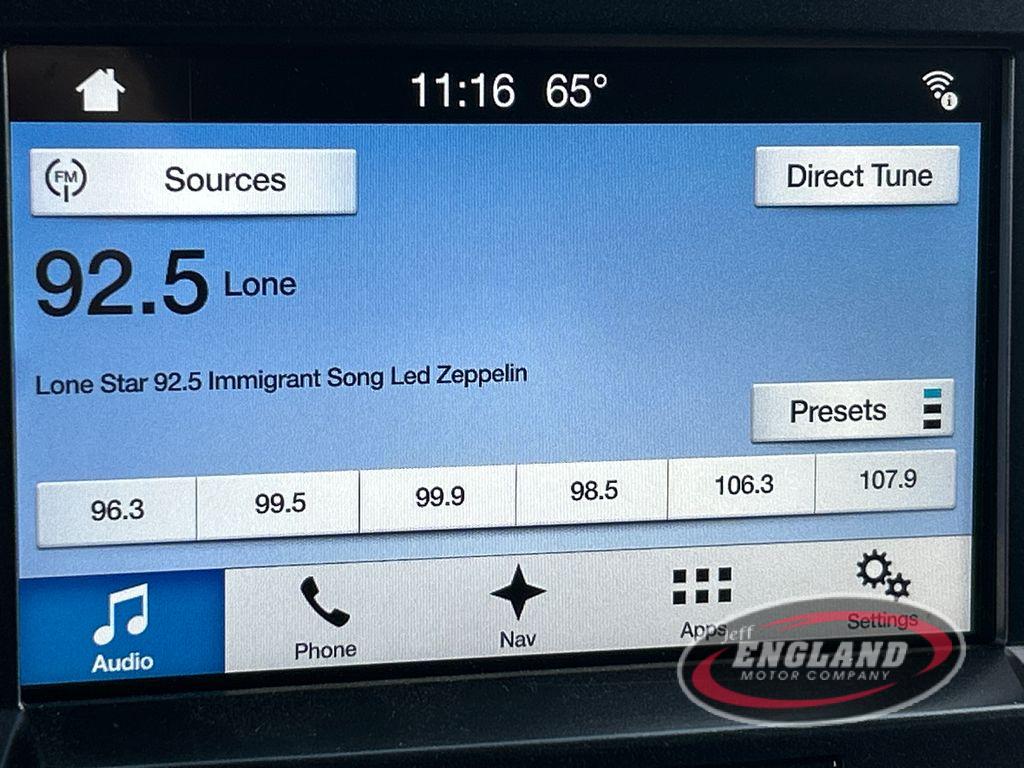 11:16 65°
FM Sources
Direct Tune
92.5 Lone
Lone Star 92.5 Immigrant Song Led Zeppelin
Presets
96.3 99.5 99.9 98.5 106.3 107.9
Audio Phone Nav Apps Settings
Jeff
ENGLAND
MOTOR COMPANY